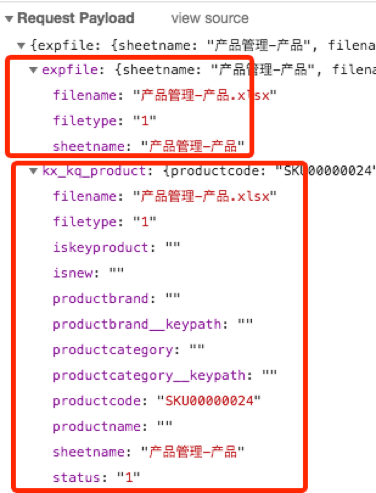 Request Payload view source
{expfile: {sheetname: "产品管理-产品", filenam
expfile: {sheetname: "产品管理-产品", filena
filename: "产品管理-产品.xlsx"
filetype: "1"
sheetname: "产品管理-产品"
kx_kq_product: {productcode: "SKU00000024"
filename: "产品管理-产品.xlsx"
filetype: "1"
iskeyproduct: ""
isnew: ""
productbrand: ""
productbrand__keypath: ""
productcategory: ""
productcategory__keypath: ""
productcode: "SKU00000024"
productname: ""
sheetname: "产品管理-产品"
status: "1"